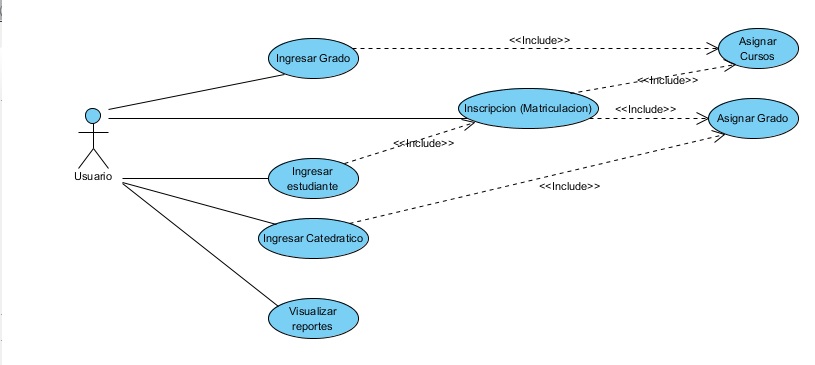 <<Include>>
Asignar
Cursos
Ingresar Grado
<<Include>>
Inscripcion (Matriculacion)
<<Include>>
Asignar Grado
<<Include>>
Usuario
Ingresar
estudiante
<<Include>>
Ingresar Catedratico
Visualizar
reportes